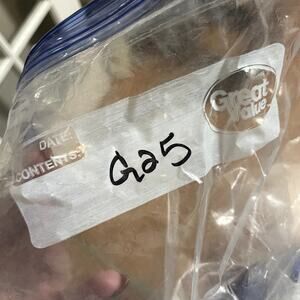 Great Value
DATE:
CONTENTS:
G25